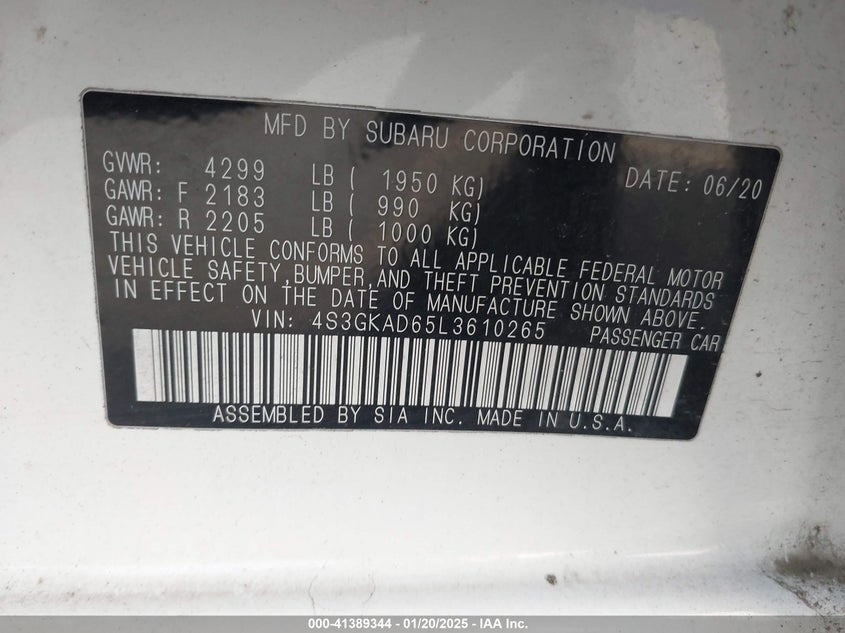 MFD BY SUBARU CORPORATION
GVWR: 4299 LB ( 1950 KG) DATE: 06/20
GAWR: F 2183 LB ( 990 KG)
GAWR: R 2205 LB ( 1000 KG)
THIS VEHICLE CONFORMS TO ALL APPLICABLE FEDERAL MOTOR
VEHICLE SAFETY,BUMPER,AND THEFT PREVENTION STANDARDS
IN EFFECT ON THE DATE OF MANUFACTURE SHOWN ABOVE.
VIN: 4S3GKAD65L3610265 PASSENGER CAR
ASSEMBLED BY SIA INC. MADE IN U.S.A.
000-41389344 - 01/20/2025 - IAA Inc.